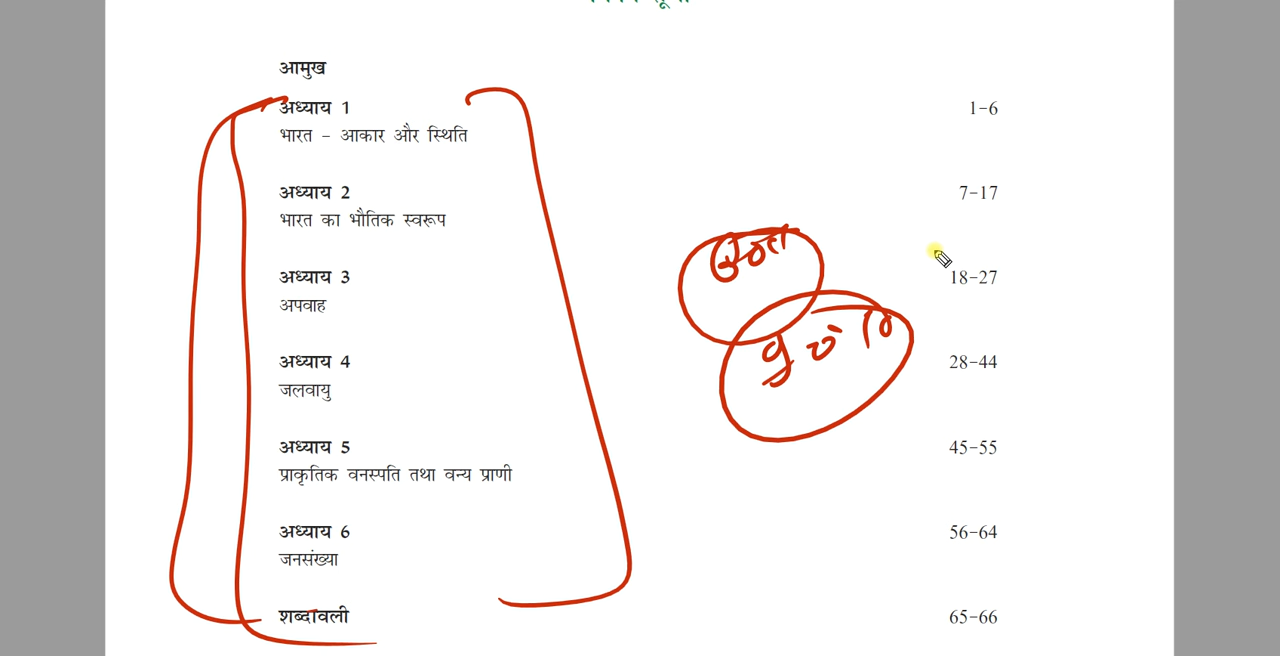 आमुख
अध्याय 1 1-6
भारत - आकार और स्थिति
अध्याय 2 7-17
भारत का भौतिक स्वरूप
अध्याय 3 18-27
अपवाह
अध्याय 4 28-44
जलवायु
अध्याय 5 45-55
प्राकृतिक वनस्पति तथा वन्य प्राणी
अध्याय 6 56-64
जनसंख्या
शब्दावली 65-66